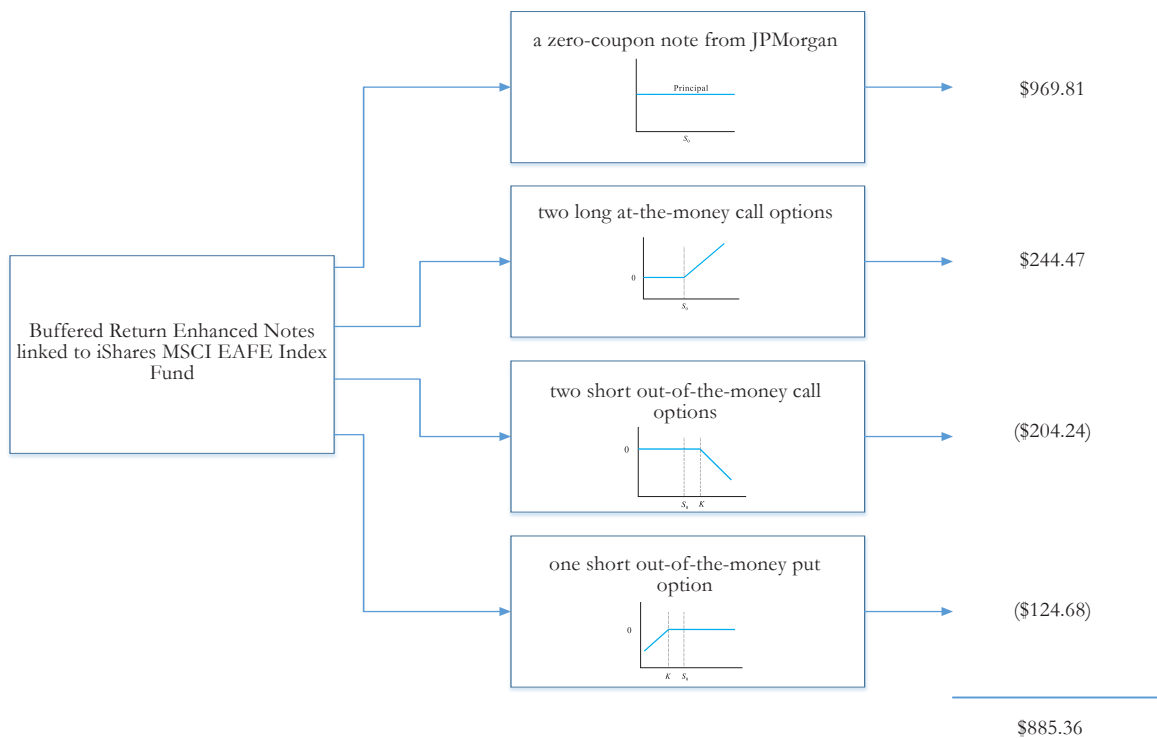 a zero-coupon note from JPMorgan
Principal
S₀
$969.81
two long at-the-money call options
0
S₀
$244.47
Buffered Return Enhanced Notes
linked to iShares MSCI EAFE Index
Fund
two short out-of-the-money call
options
0
S₀ K
($204.24)
one short out-of-the-money put
option
0
K S₀
($124.68)
$885.36